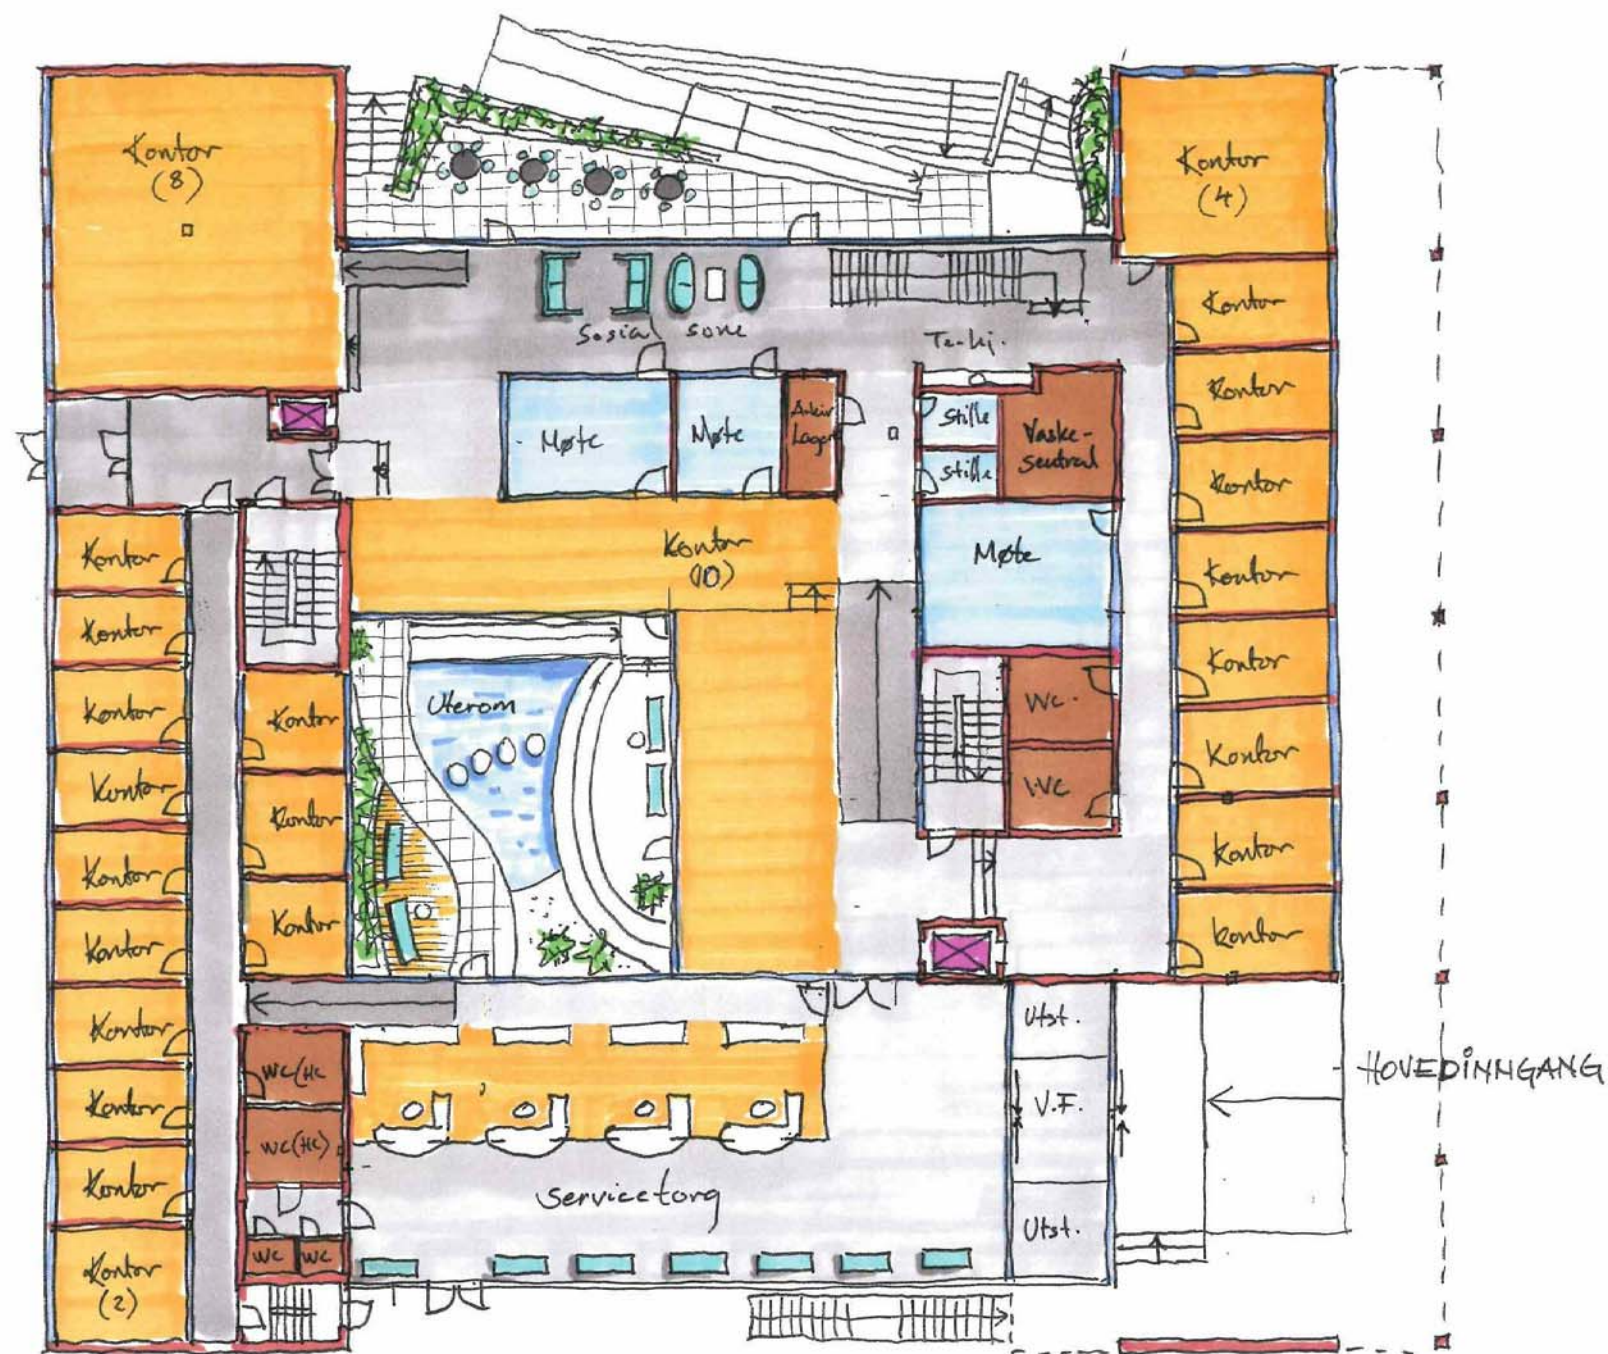 Kontor
(8)
Kontor
(4)
Sosial sone
Te-kj.
Kontor
Kontor
Kontor
Kontor
Kontor
Kontor
Kontor
Kontor
Møte
Møte
Arkiv
Lager
Stille
Stille
Vaske-
sentral
Møte
WC.
WC
Kontor
(10)
Uterom
Kontor
Kontor
Kontor
Kontor
Kontor
Kontor
Kontor
Kontor
Kontor
Kontor
(2)
Kontor
Kontor
Kontor
WC(HC
WC(HC)
WC
WC
Servicetorg
Utst.
V.F.
Utst.
HOVEDINNGANG